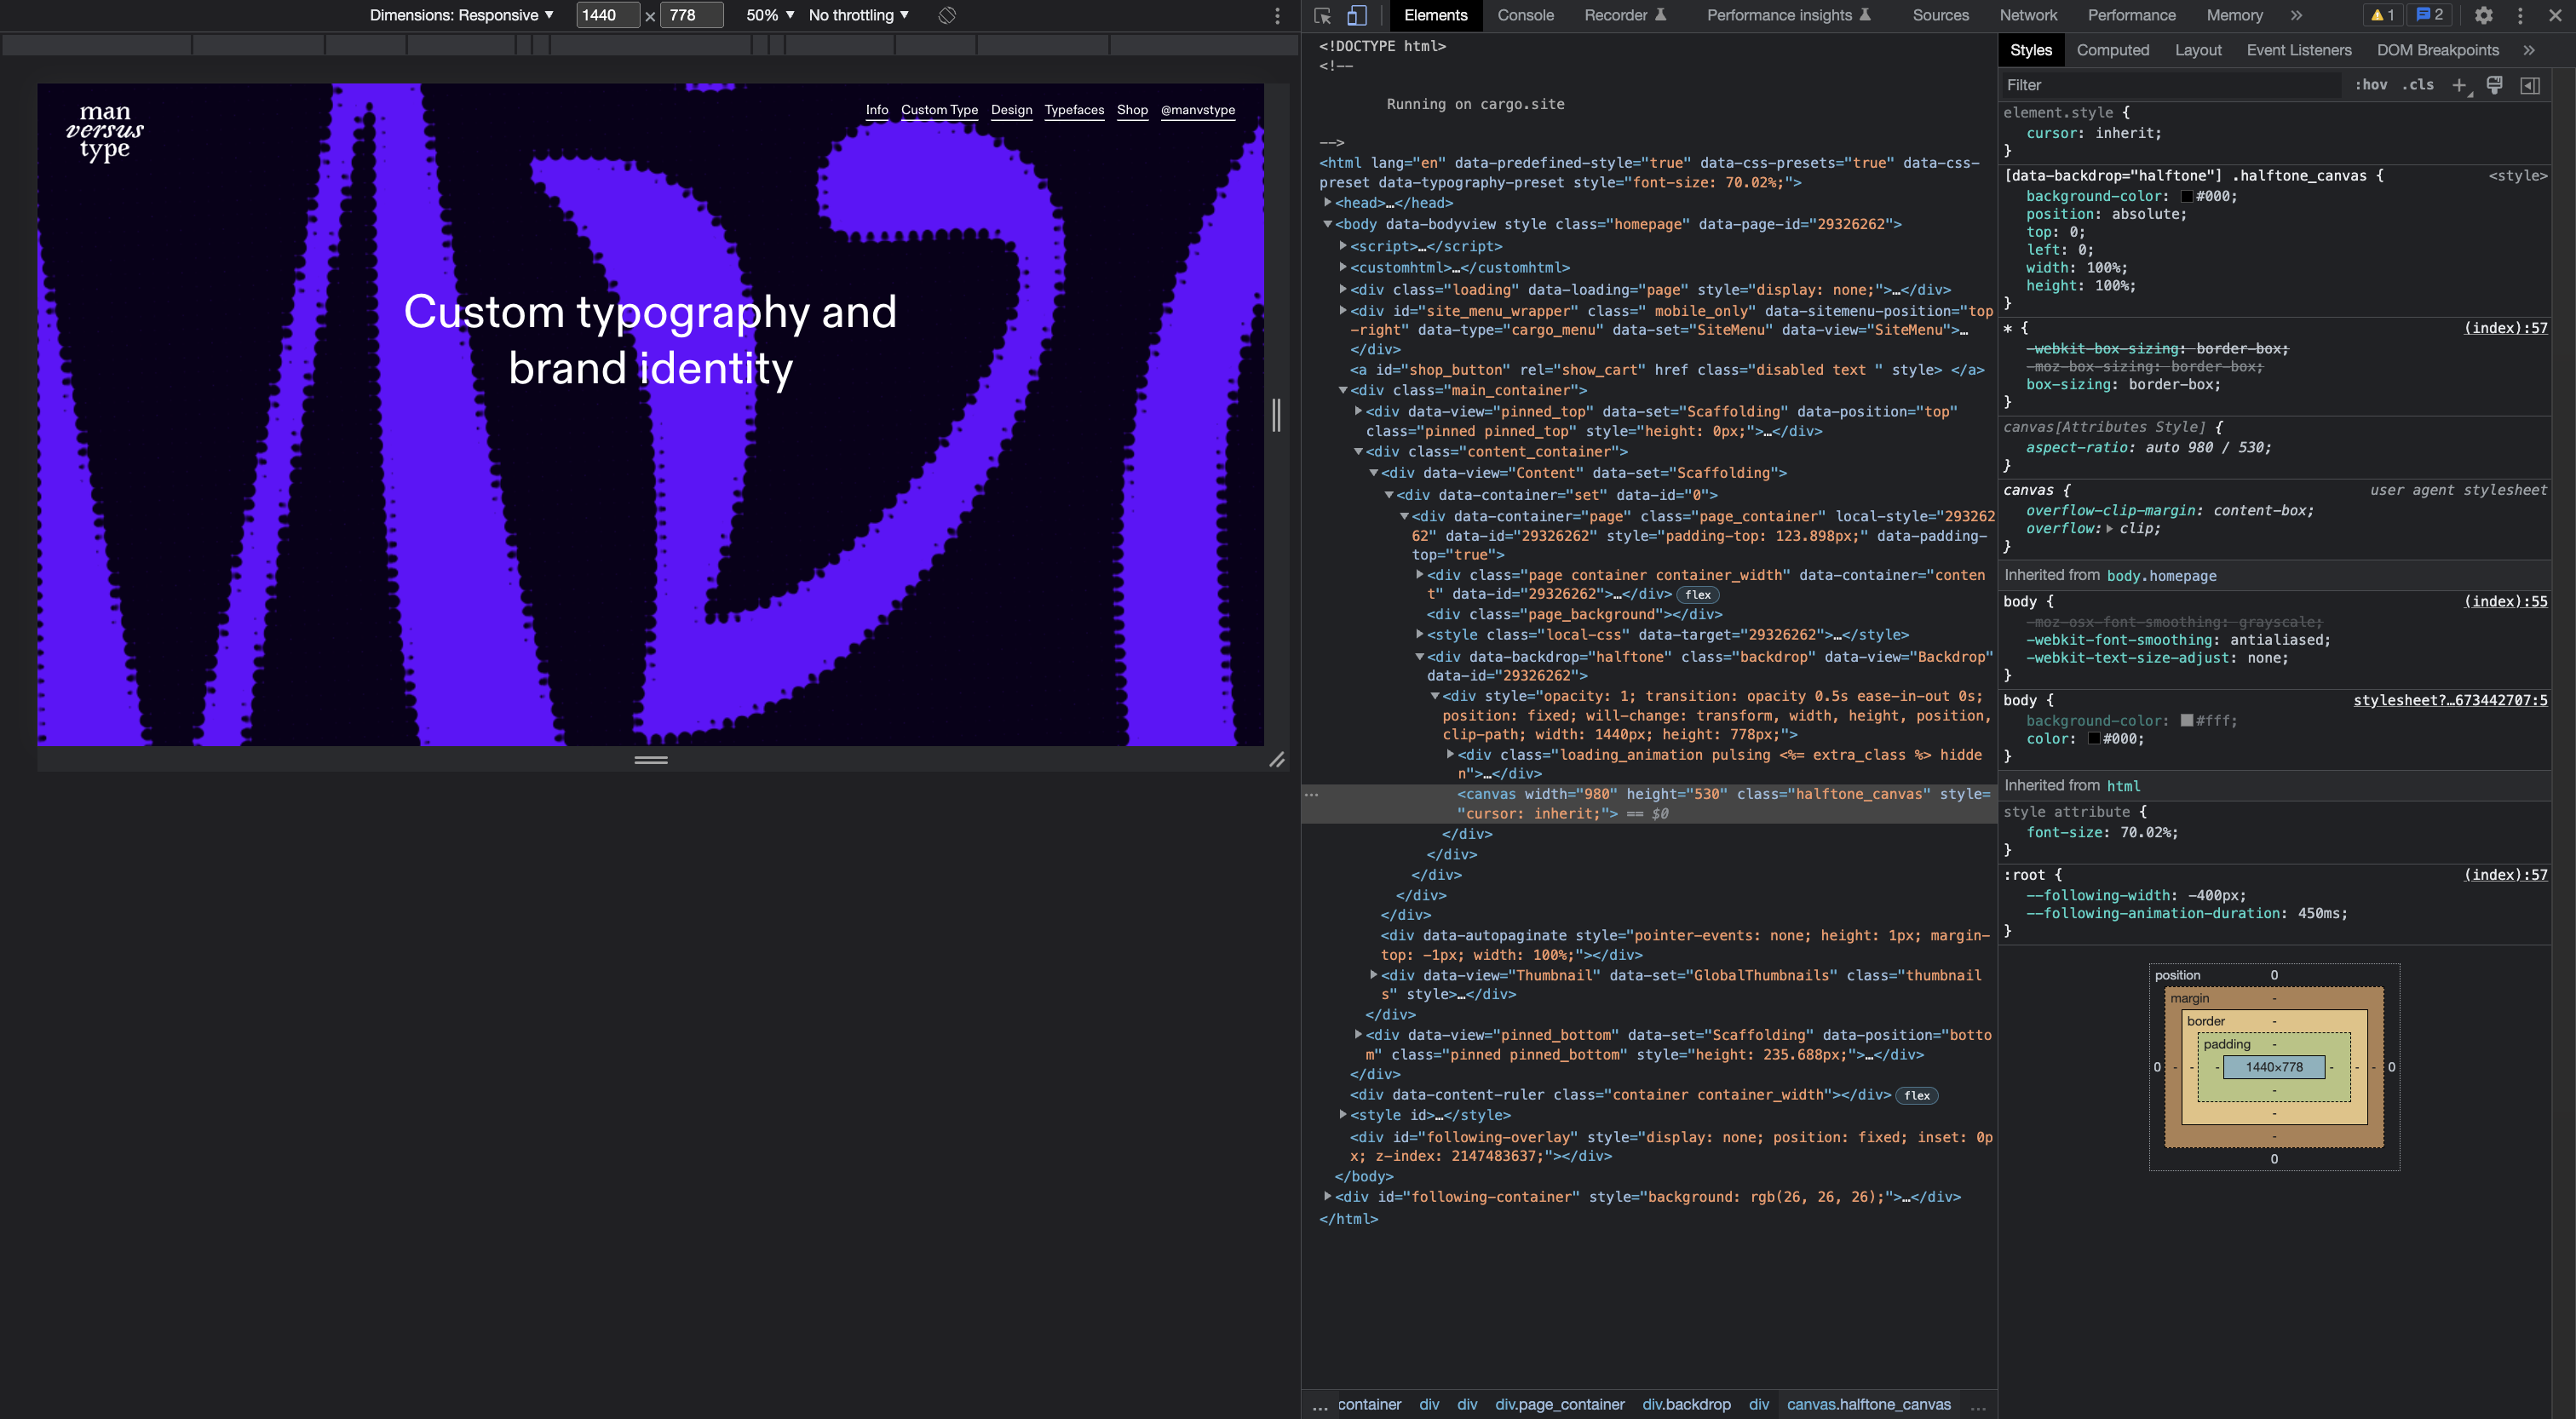 Dimensions: Responsive ▼ 1440 × 778 50% ▼ No throttling ▼
man
versus
type
Info Custom Type Design Typefaces Shop @manvstype
Custom typography and
brand identity
Elements Console Recorder Performance insights Sources Network Performance Memory » 1 2
<!DOCTYPE html>
<!--
Running on cargo.site
-->
<html lang="en" data-predefined-style="true" data-css-presets="true" data-css-
preset data-typography-preset style="font-size: 70.02%;">
<head>…</head>
<body data-bodyview style class="homepage" data-page-id="29326262">
<script>…</script>
<customhtml>…</customhtml>
<div class="loading" data-loading="page" style="display: none;">…</div>
<div id="site_menu_wrapper" class=" mobile_only" data-sitemenu-position="top
-right" data-type="cargo_menu" data-set="SiteMenu" data-view="SiteMenu">…
</div>
<a id="shop_button" rel="show_cart" href class="disabled text " style> </a>
<div class="main_container">
<div data-view="pinned_top" data-set="Scaffolding" data-position="top"
class="pinned pinned_top" style="height: 0px;">…</div>
<div class="content_container">
<div data-view="Content" data-set="Scaffolding">
<div data-container="set" data-id="0">
<div data-container="page" class="page_container" local-style="293262
62" data-id="29326262" style="padding-top: 123.898px;" data-padding-
top="true">
<div class="page container container_width" data-container="conten
t" data-id="29326262">…</div> flex
<div class="page_background"></div>
<style class="local-css" data-target="29326262">…</style>
<div data-backdrop="halftone" class="backdrop" data-view="Backdrop"
data-id="29326262">
<div style="opacity: 1; transition: opacity 0.5s ease-in-out 0s;
position: fixed; will-change: transform, width, height, position,
clip-path; width: 1440px; height: 778px;">
<div class="loading_animation pulsing <%= extra_class %> hidde
n">…</div>
… <canvas width="980" height="530" class="halftone_canvas" style=
"cursor: inherit;"> == $0
</div>
</div>
</div>
</div>
</div>
<div data-autopaginate style="pointer-events: none; height: 1px; margin-
top: -1px; width: 100%;"></div>
<div data-view="Thumbnail" data-set="GlobalThumbnails" class="thumbnail
s" style>…</div>
</div>
<div data-view="pinned_bottom" data-set="Scaffolding" data-position="botto
m" class="pinned pinned_bottom" style="height: 235.688px;">…</div>
</div>
<div data-content-ruler class="container container_width"></div> flex
<style id>…</style>
<div id="following-overlay" style="display: none; position: fixed; inset: 0p
x; z-index: 2147483637;"></div>
</body>
<div id="following-container" style="background: rgb(26, 26, 26);">…</div>
</html>
… container div div div.page_container div.backdrop div canvas.halftone_canvas …
Styles Computed Layout Event Listeners DOM Breakpoints »
Filter :hov .cls +
element.style {
cursor: inherit;
}
[data-backdrop="halftone"] .halftone_canvas { <style>
background-color: #000;
position: absolute;
top: 0;
left: 0;
width: 100%;
height: 100%;
}
* { (index):57
-webkit-box-sizing: border-box;
-moz-box-sizing: border-box;
box-sizing: border-box;
}
canvas[Attributes Style] {
aspect-ratio: auto 980 / 530;
}
canvas { user agent stylesheet
overflow-clip-margin: content-box;
overflow: clip;
}
Inherited from body.homepage
body { (index):55
-moz-osx-font-smoothing: grayscale;
-webkit-font-smoothing: antialiased;
-webkit-text-size-adjust: none;
}
body { stylesheet?…673442707:5
background-color: #fff;
color: #000;
}
Inherited from html
style attribute {
font-size: 70.02%;
}
:root { (index):57
--following-width: -400px;
--following-animation-duration: 450ms;
}
position 0
margin -
border -
padding -
0 - - - 1440×778 - - - 0
-
-
-
0